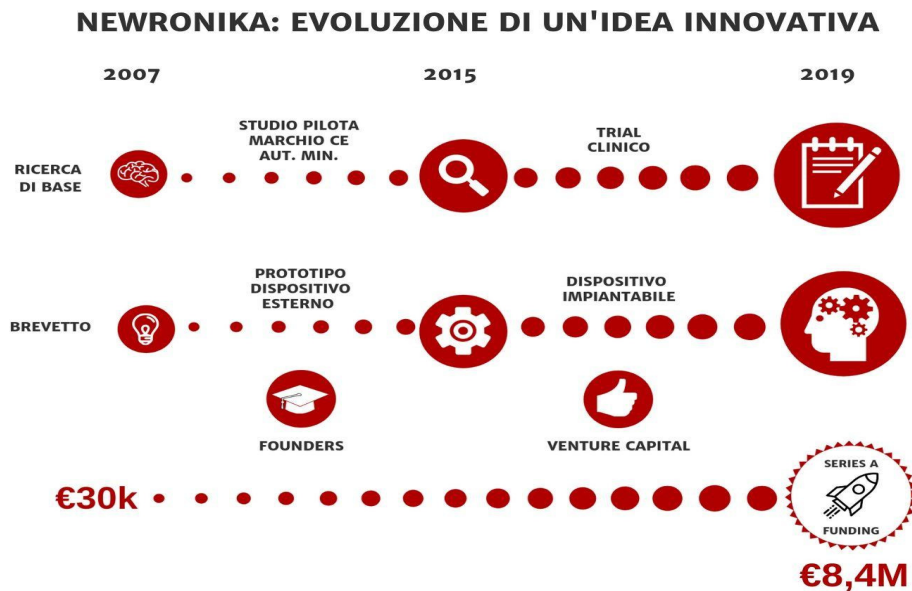 NEWRONIKA: EVOLUZIONE DI UN'IDEA INNOVATIVA
2007
2015
2019
RICERCA
DI BASE
STUDIO PILOTA
MARCHIO CE
AUT. MIN.
TRIAL
CLINICO
BREVETTO
PROTOTIPO
DISPOSITIVO
ESTERNO
DISPOSITIVO
IMPIANTABILE
FOUNDERS
VENTURE CAPITAL
€30k
SERIES A
FUNDING
€8,4M